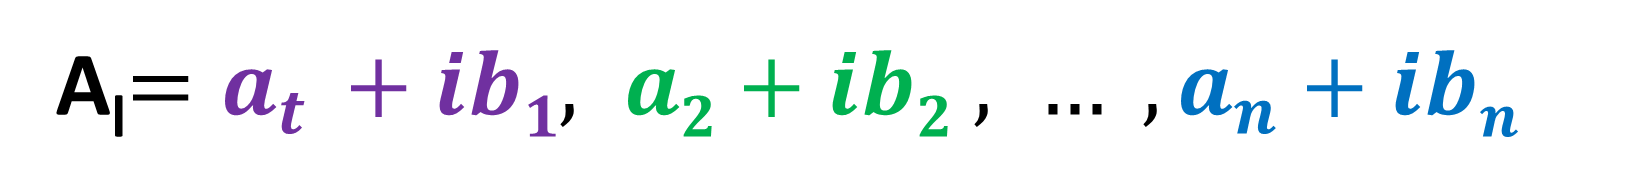 A_l= a_t + ib_1, a_2 + ib_2 , ... , a_n + ib_n